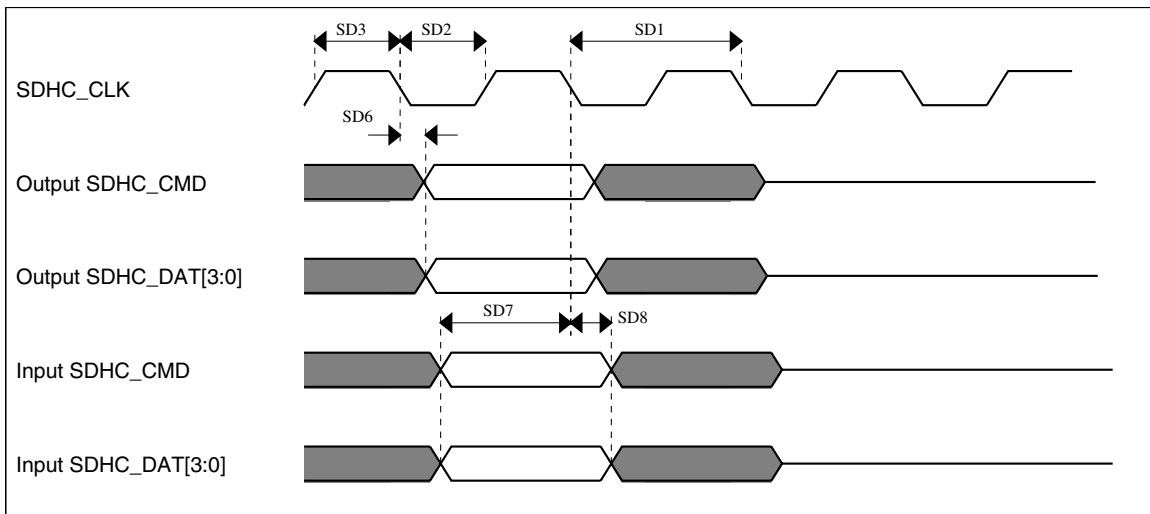 SD3 SD2 SD1
SDHC_CLK
SD6
Output SDHC_CMD
Output SDHC_DAT[3:0]
SD7 SD8
Input SDHC_CMD
Input SDHC_DAT[3:0]